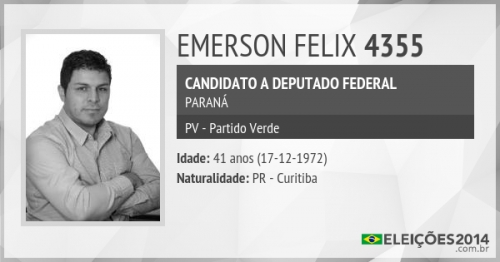 EMERSON FELIX 4355
CANDIDATO A DEPUTADO FEDERAL
PARANÁ
PV - Partido Verde
Idade: 41 anos (17-12-1972)
Naturalidade: PR - Curitiba
ELEIÇÕES2014
.com.br